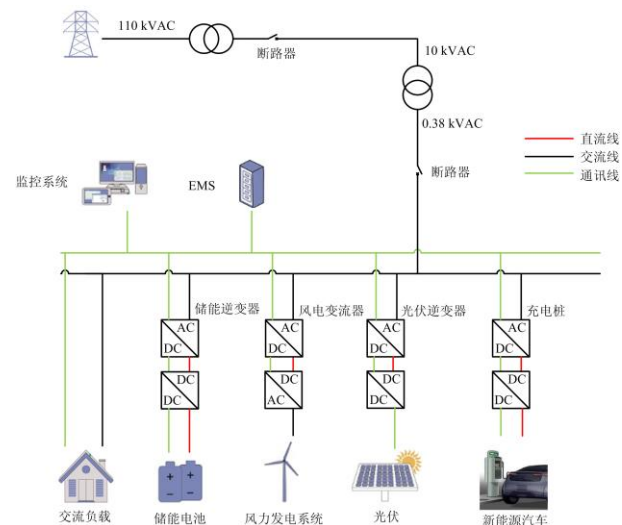 110 kVAC
断路器
10 kVAC
0.38 kVAC
直流线
交流线
通讯线
监控系统
EMS
断路器
储能逆变器
风电变流器
光伏逆变器
充电桩
AC
DC
AC
DC
AC
DC
AC
DC
DC
DC
DC
AC
DC
DC
DC
DC
交流负载
储能电池
风力发电系统
光伏
新能源汽车